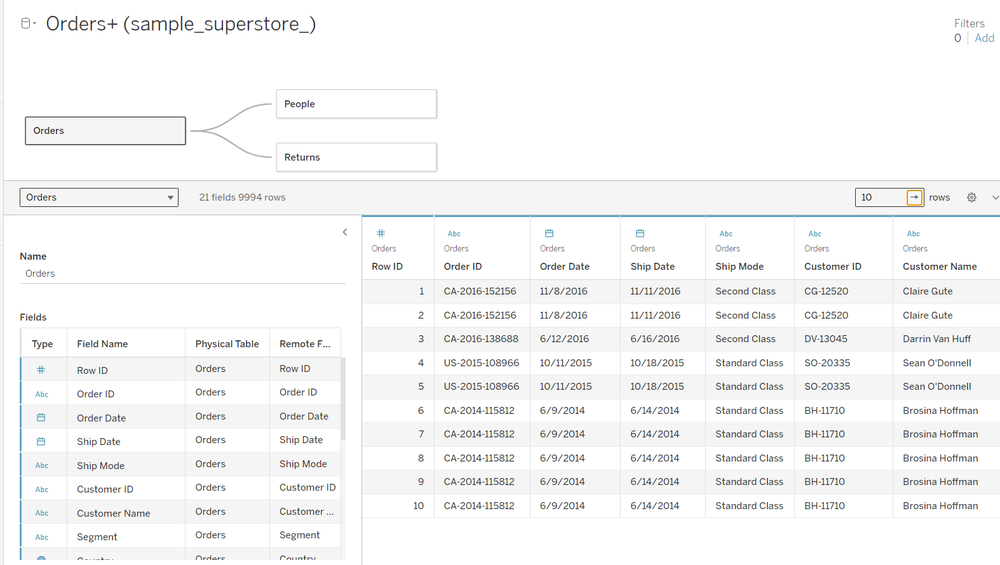 Orders+ (sample_superstore_)
Filters
0 Add
People
Orders
Returns
Orders 21 fields 9994 rows 10 → rows
Name
Orders
Fields
Type Field Name Physical Table Remote F...
# Row ID Orders Row ID
Abc Order ID Orders Order ID
Order Date Orders Order Date
Ship Date Orders Ship Date
Abc Ship Mode Orders Ship Mode
Abc Customer ID Orders Customer ID
Abc Customer Name Orders Customer ...
Abc Segment Orders Segment
Country Orders Country
# Abc Abc Abc Abc
Orders Orders Orders Orders Orders Orders Orders
Row ID Order ID Order Date Ship Date Ship Mode Customer ID Customer Name
1 CA-2016-152156 11/8/2016 11/11/2016 Second Class CG-12520 Claire Gute
2 CA-2016-152156 11/8/2016 11/11/2016 Second Class CG-12520 Claire Gute
3 CA-2016-138688 6/12/2016 6/16/2016 Second Class DV-13045 Darrin Van Huff
4 US-2015-108966 10/11/2015 10/18/2015 Standard Class SO-20335 Sean O'Donnell
5 US-2015-108966 10/11/2015 10/18/2015 Standard Class SO-20335 Sean O'Donnell
6 CA-2014-115812 6/9/2014 6/14/2014 Standard Class BH-11710 Brosina Hoffman
7 CA-2014-115812 6/9/2014 6/14/2014 Standard Class BH-11710 Brosina Hoffman
8 CA-2014-115812 6/9/2014 6/14/2014 Standard Class BH-11710 Brosina Hoffman
9 CA-2014-115812 6/9/2014 6/14/2014 Standard Class BH-11710 Brosina Hoffman
10 CA-2014-115812 6/9/2014 6/14/2014 Standard Class BH-11710 Brosina Hoffman